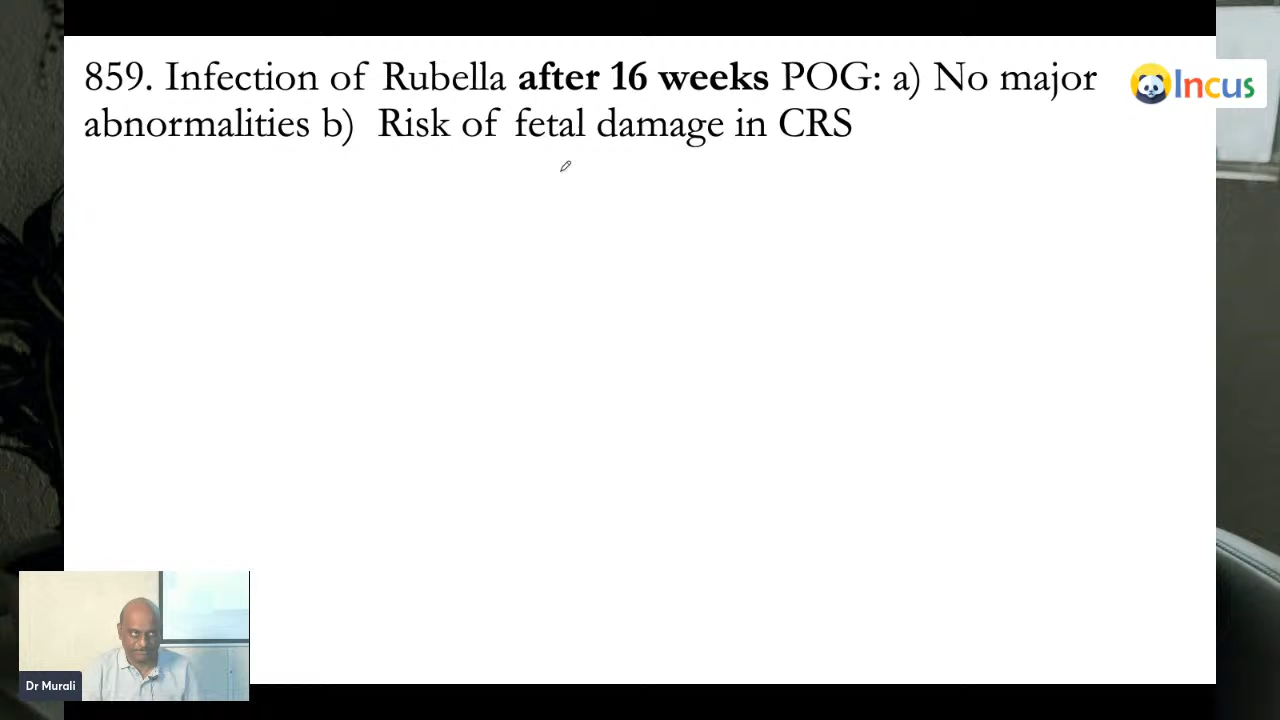 859. Infection of Rubella after 16 weeks POG: a) No major
abnormalities b) Risk of fetal damage in CRS
Incus
Dr Murali